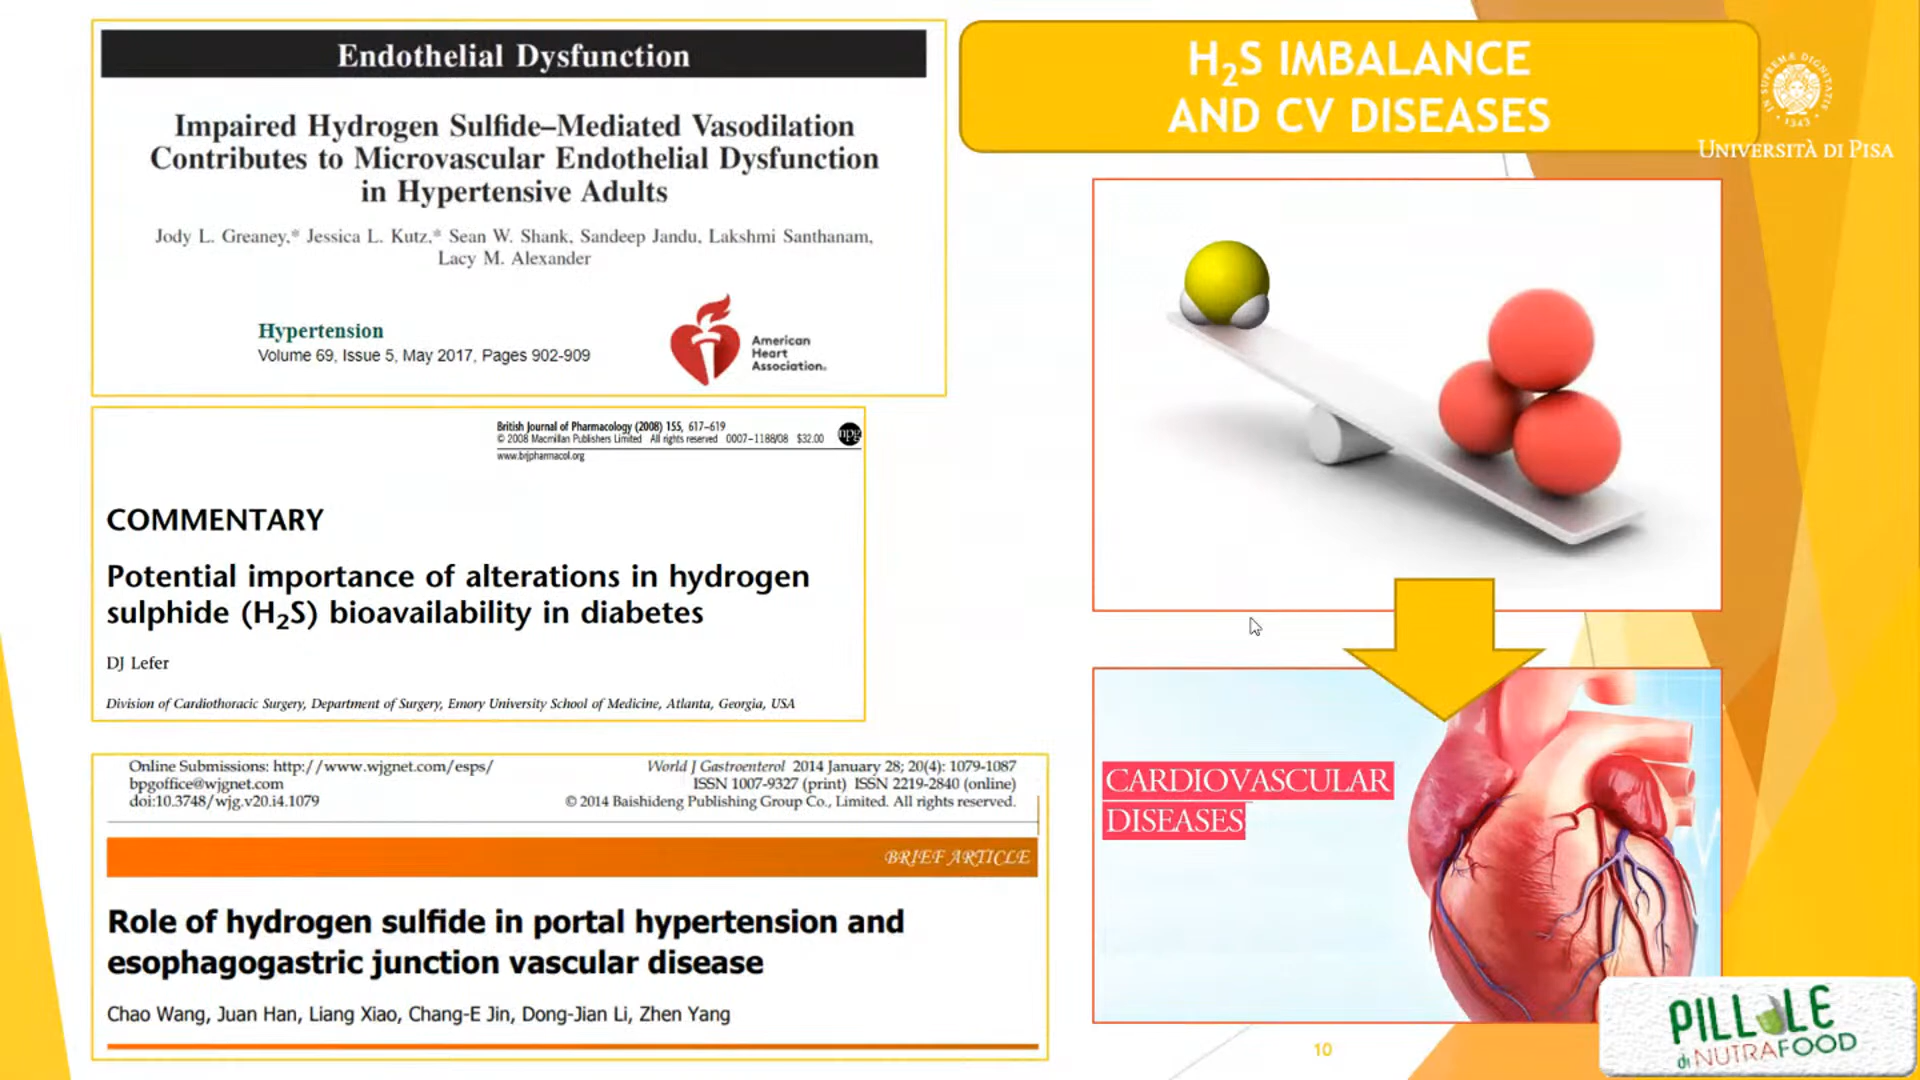 Endothelial Dysfunction
Impaired Hydrogen Sulfide–Mediated Vasodilation
Contributes to Microvascular Endothelial Dysfunction
in Hypertensive Adults
Jody L. Greaney,* Jessica L. Kutz,* Sean W. Shank, Sandeep Jandu, Lakshmi Santhanam,
Lacy M. Alexander
Hypertension
Volume 69, Issue 5, May 2017, Pages 902-909
American
Heart
Association®
British Journal of Pharmacology (2008) 155, 617–619
© 2008 Macmillan Publishers Limited All rights reserved 0007–1188/08 $32.00
npg
www.brjpharmacol.org
COMMENTARY
Potential importance of alterations in hydrogen
sulphide (H₂S) bioavailability in diabetes
DJ Lefer
Division of Cardiothoracic Surgery, Department of Surgery, Emory University School of Medicine, Atlanta, Georgia, USA
Online Submissions: http://www.wjgnet.com/esps/
bpgoffice@wjgnet.com
doi:10.3748/wjg.v20.i4.1079
World J Gastroenterol 2014 January 28; 20(4): 1079-1087
ISSN 1007-9327 (print) ISSN 2219-2840 (online)
© 2014 Baishideng Publishing Group Co., Limited. All rights reserved.
BRIEF ARTICLE
Role of hydrogen sulfide in portal hypertension and
esophagogastric junction vascular disease
Chao Wang, Juan Han, Liang Xiao, Chang-E Jin, Dong-Jian Li, Zhen Yang
H₂S IMBALANCE
AND CV DISEASES
IN SUPREMÆ DIGNITATIS
1343
UNIVERSITÀ DI PISA
CARDIOVASCULAR
DISEASES
10
PILLOLE
di NUTRAFOOD